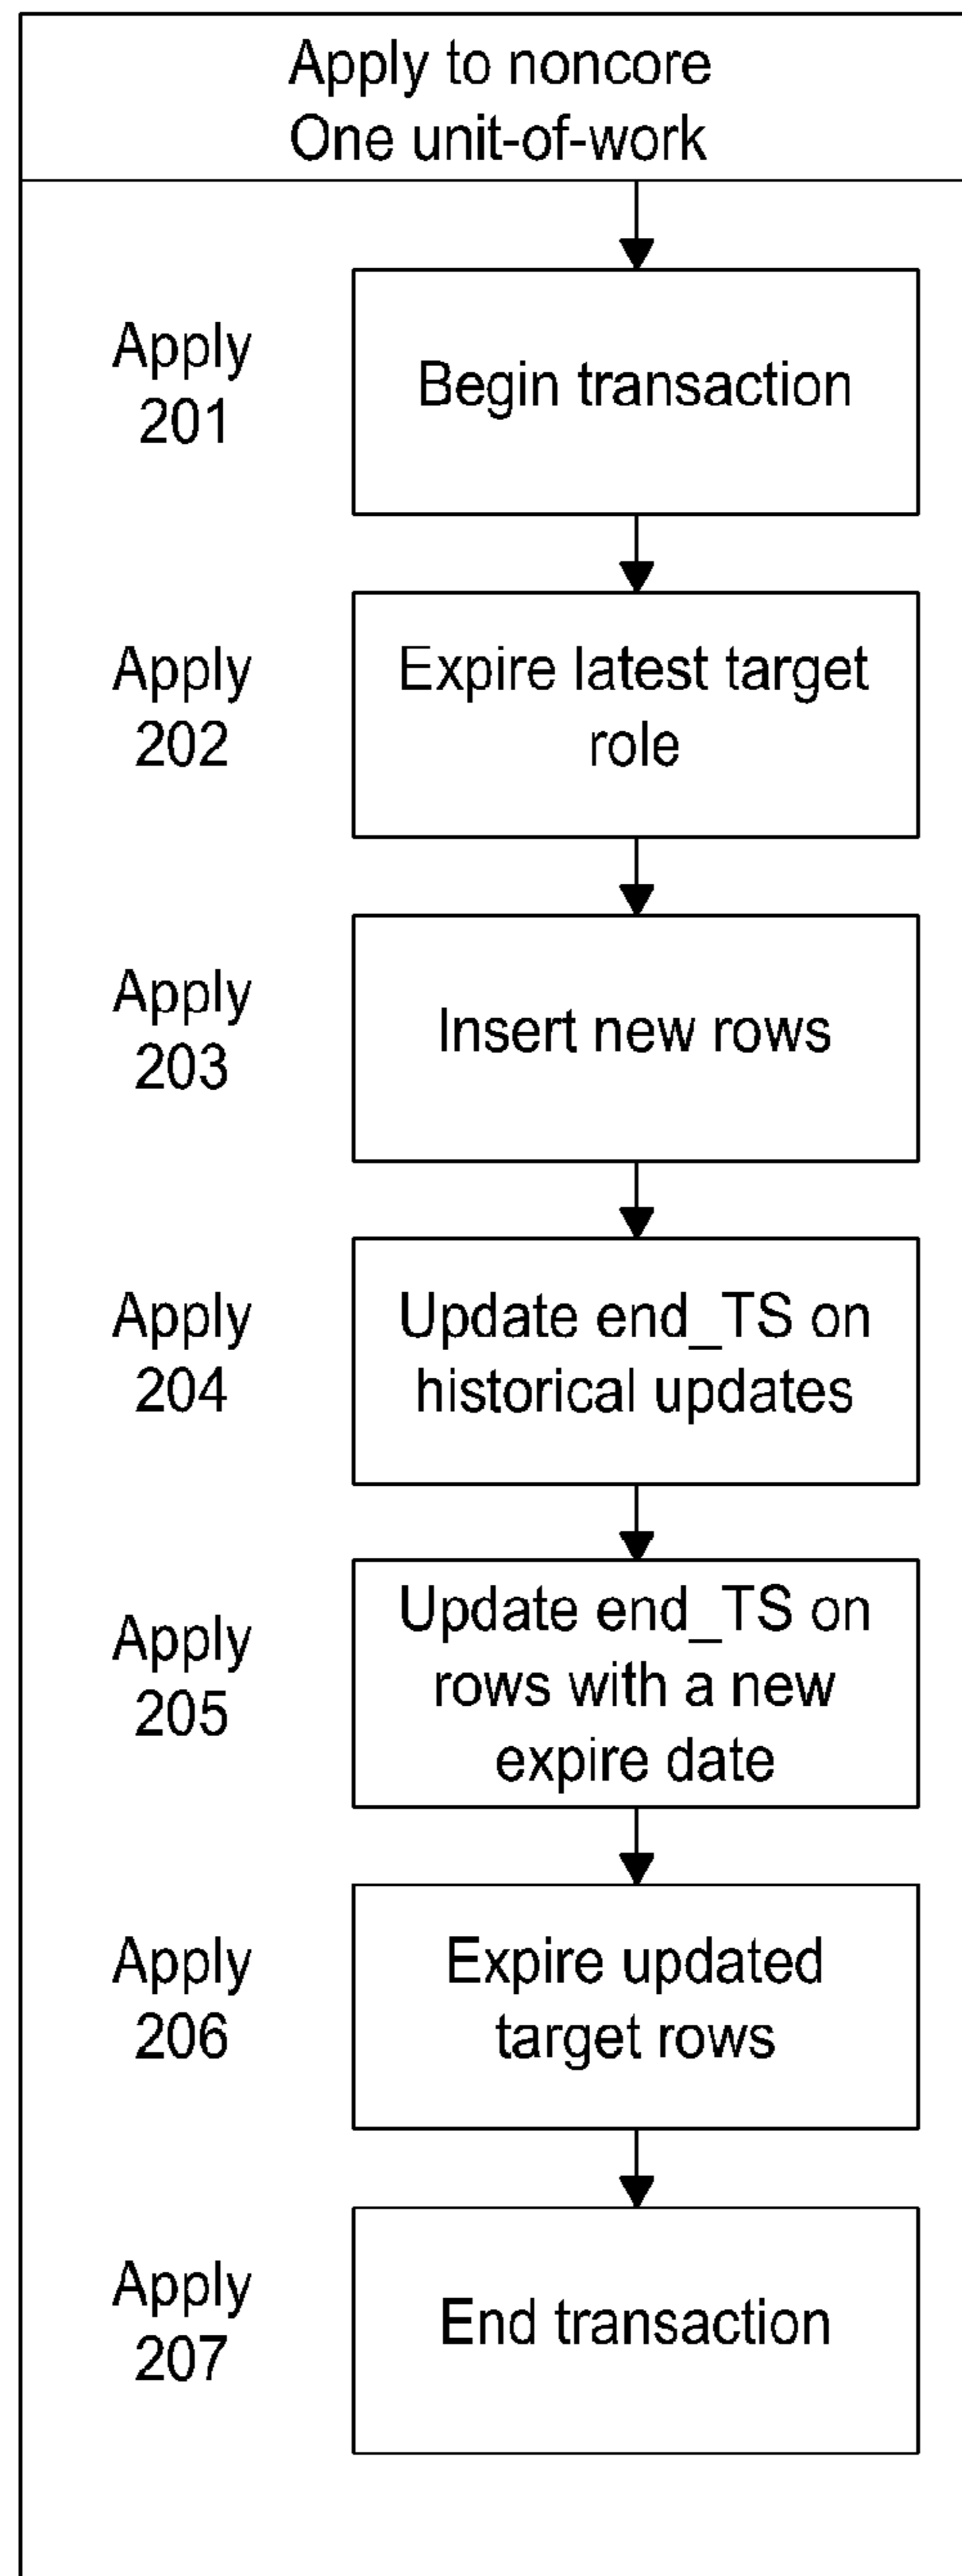 Apply to noncore
One unit-of-work
Apply
201
Begin transaction
Apply
202
Expire latest target
role
Apply
203
Insert new rows
Apply
204
Update end_TS on
historical updates
Apply
205
Update end_TS on
rows with a new
expire date
Apply
206
Expire updated
target rows
Apply
207
End transaction